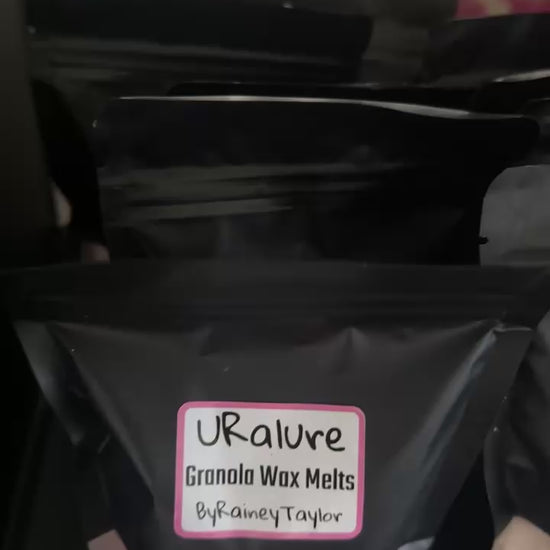 URalure
Granola Wax Melts
ByRaineyTaylor